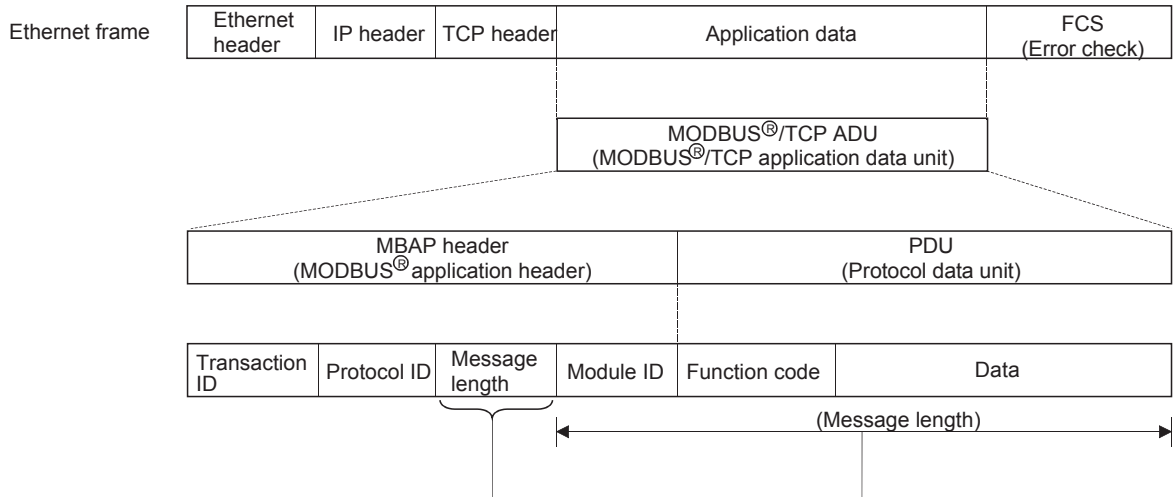 Ethernet frame
Ethernet
header
IP header
TCP header
Application data
FCS
(Error check)
MODBUS®/TCP ADU
(MODBUS®/TCP application data unit)
MBAP header
(MODBUS® application header)
PDU
(Protocol data unit)
Transaction
ID
Protocol ID
Message
length
Module ID
Function code
Data
(Message length)